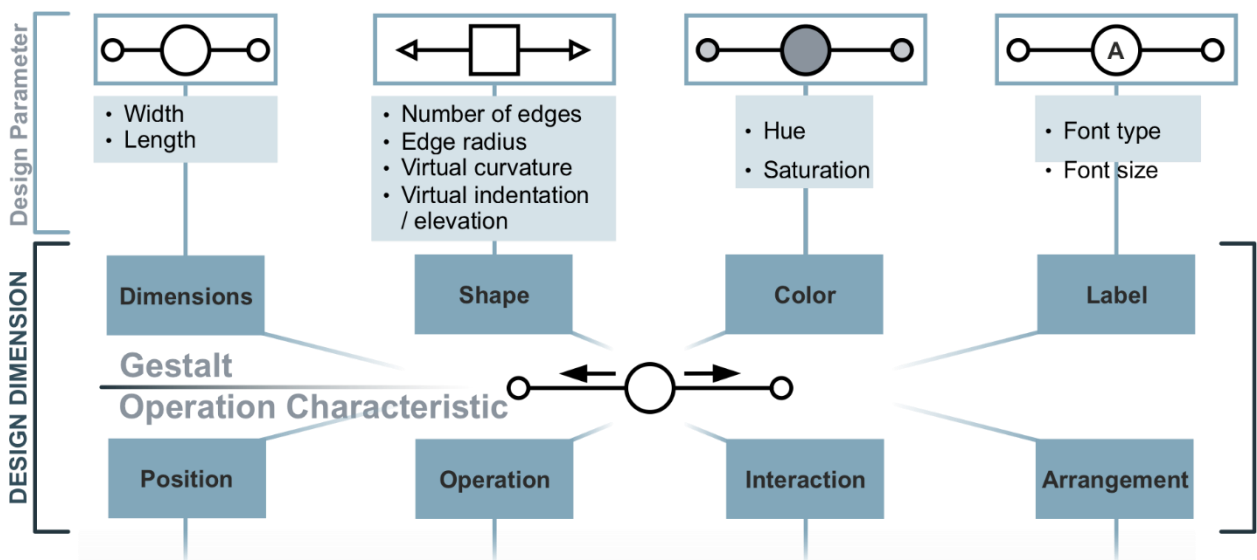 Design Parameter
A
• Width
• Length
• Number of edges
• Edge radius
• Virtual curvature
• Virtual indentation
/ elevation
• Hue
• Saturation
• Font type
• Font size
DESIGN DIMENSION
Dimensions
Shape
Color
Label
Gestalt
Operation Characteristic
Position
Operation
Interaction
Arrangement